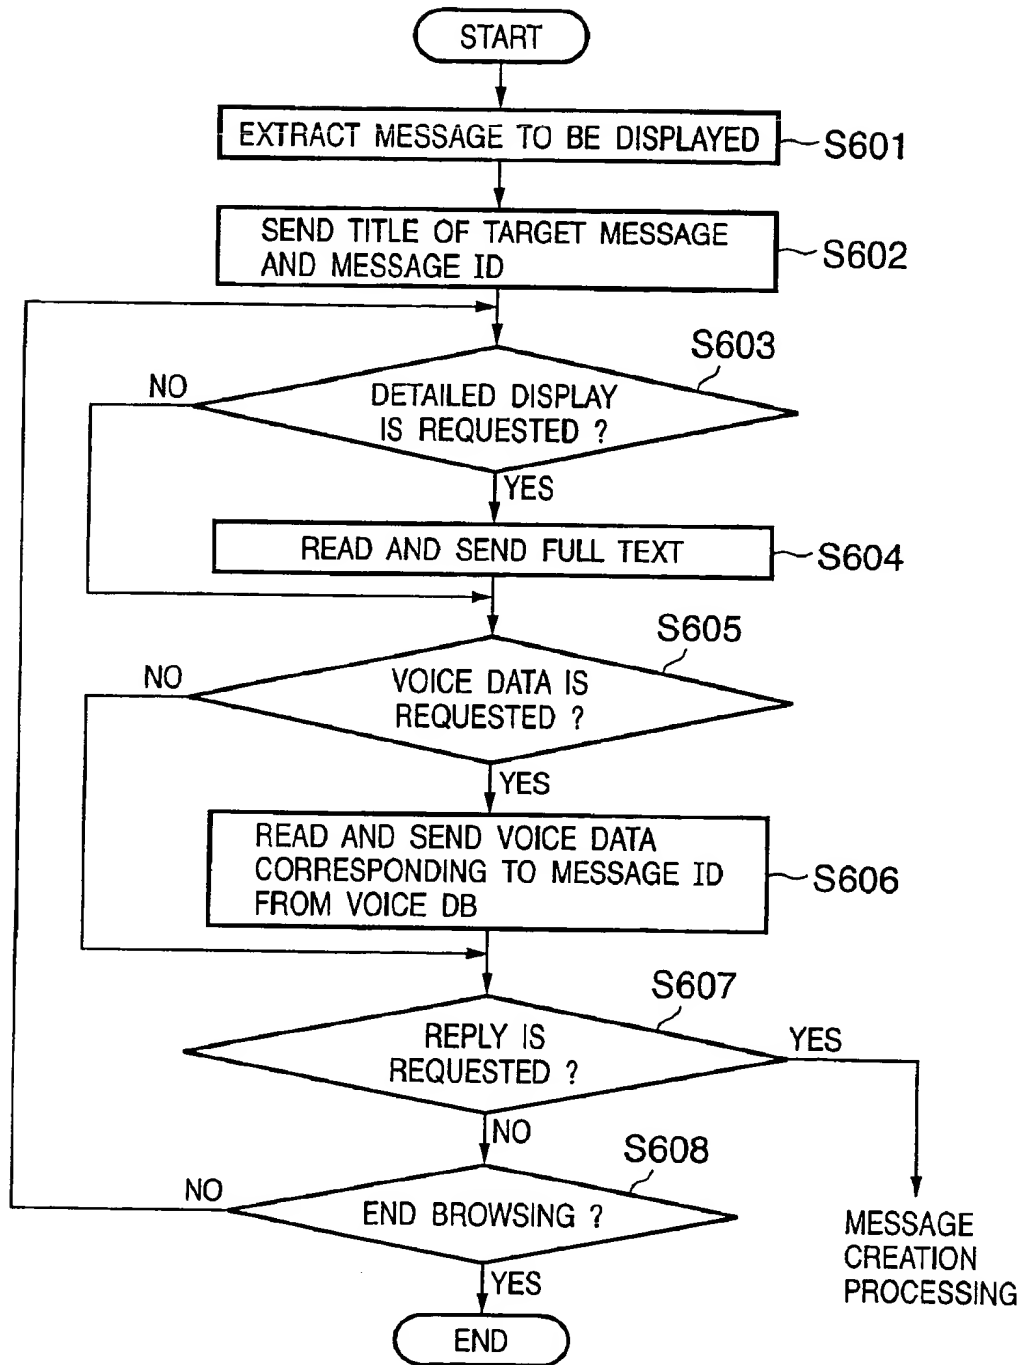 START
EXTRACT MESSAGE TO BE DISPLAYED
S601
SEND TITLE OF TARGET MESSAGE
AND MESSAGE ID
S602
S603
NO
DETAILED DISPLAY
IS REQUESTED ?
YES
READ AND SEND FULL TEXT
S604
S605
NO
VOICE DATA IS
REQUESTED ?
YES
READ AND SEND VOICE DATA
CORRESPONDING TO MESSAGE ID
FROM VOICE DB
S606
S607
REPLY IS
REQUESTED ?
YES
NO
S608
NO
END BROWSING ?
MESSAGE
CREATION
PROCESSING
YES
END